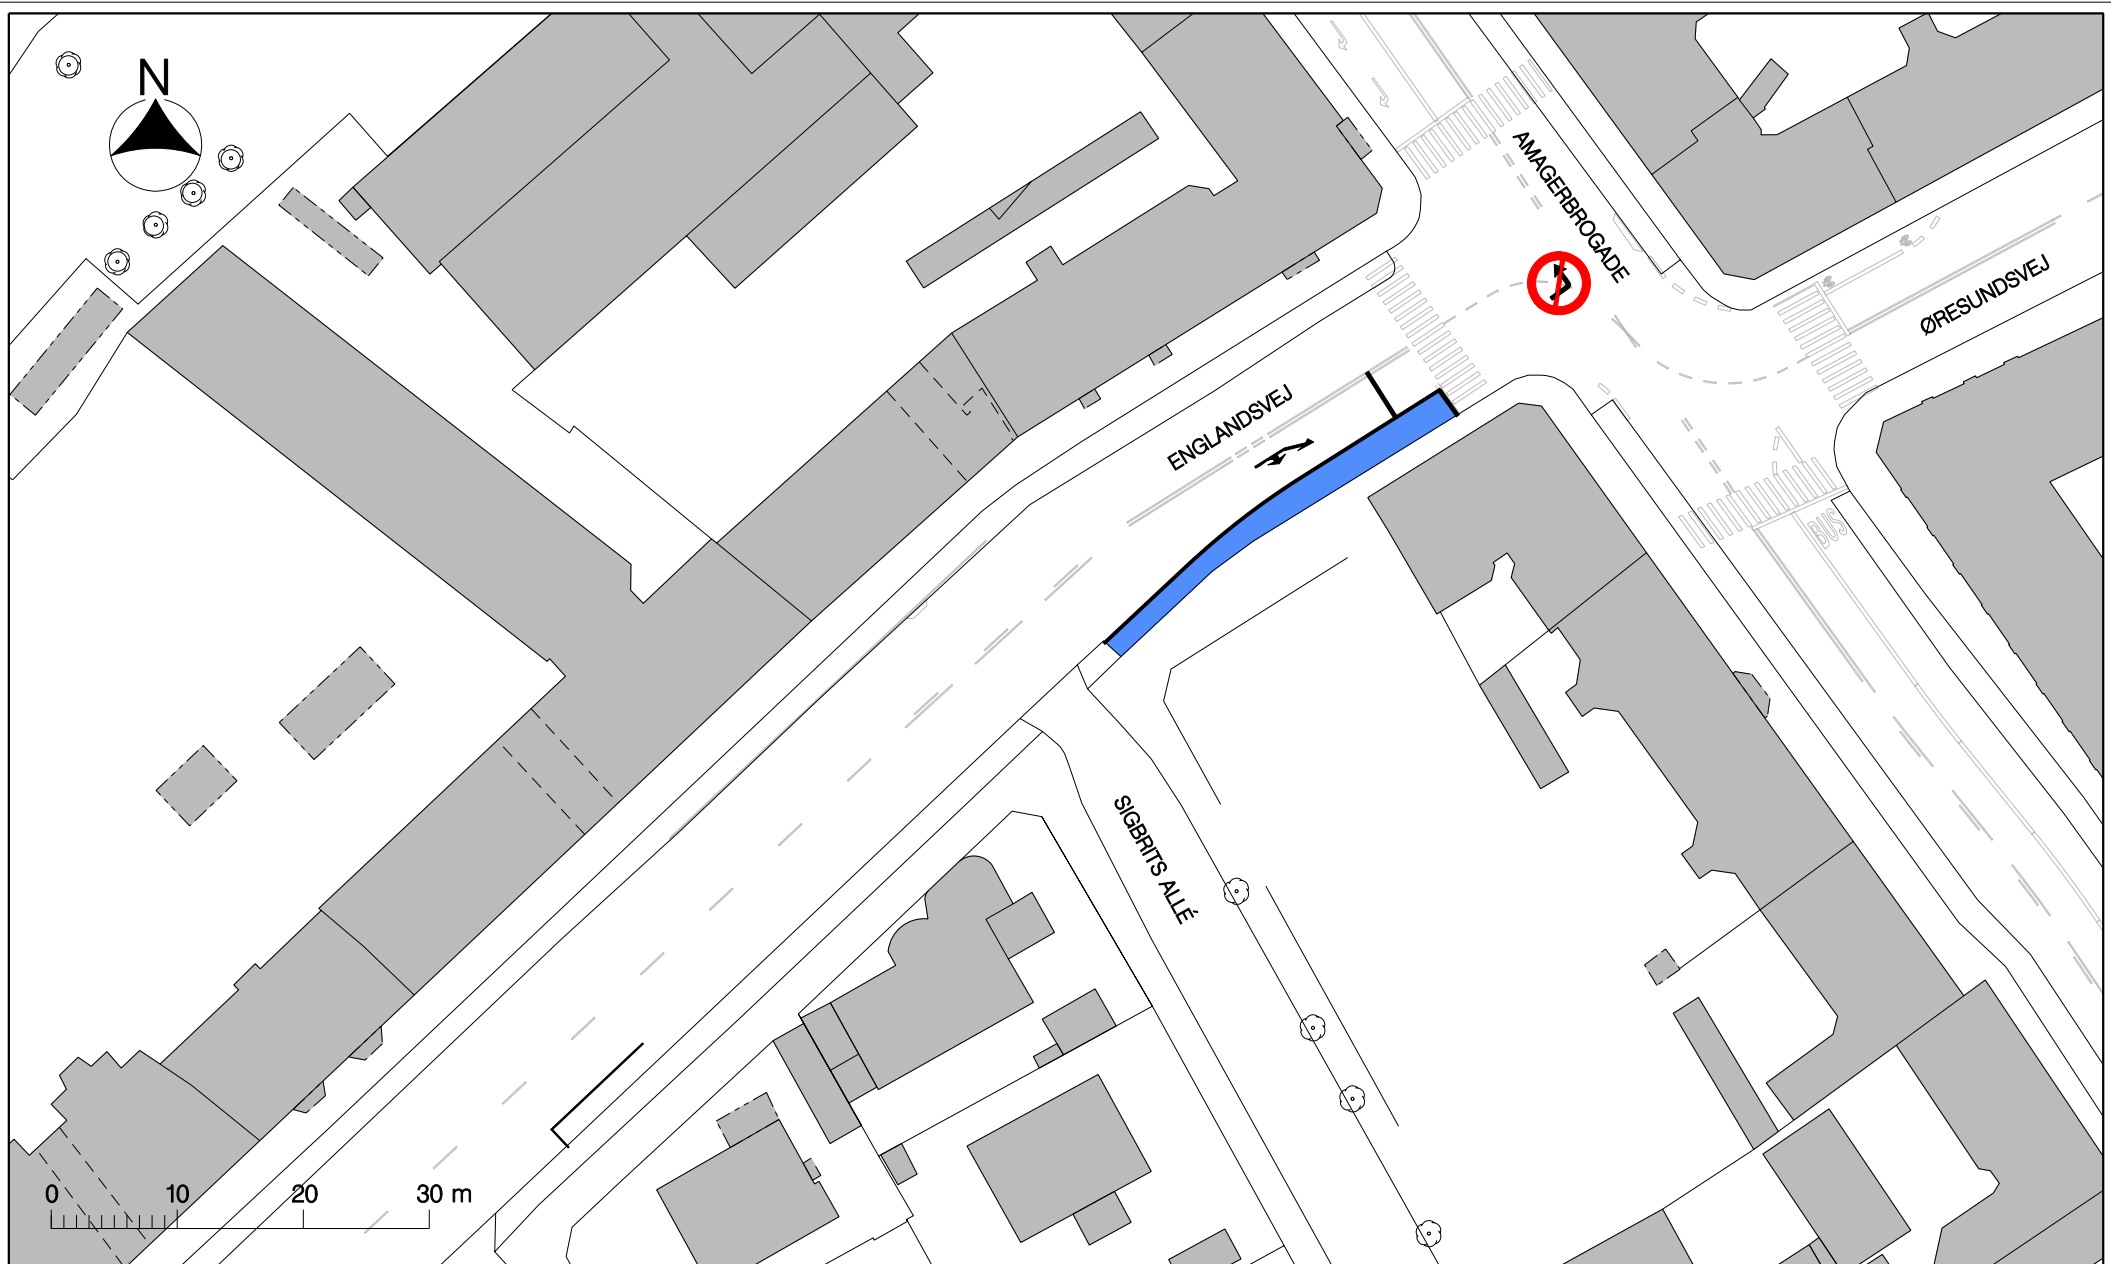 N
AMAGERBROGADE
ØRESUNDSVEJ
ENGLANDSVEJ
BUS
SIGBRITS ALLÉ
0 10 20 30 m